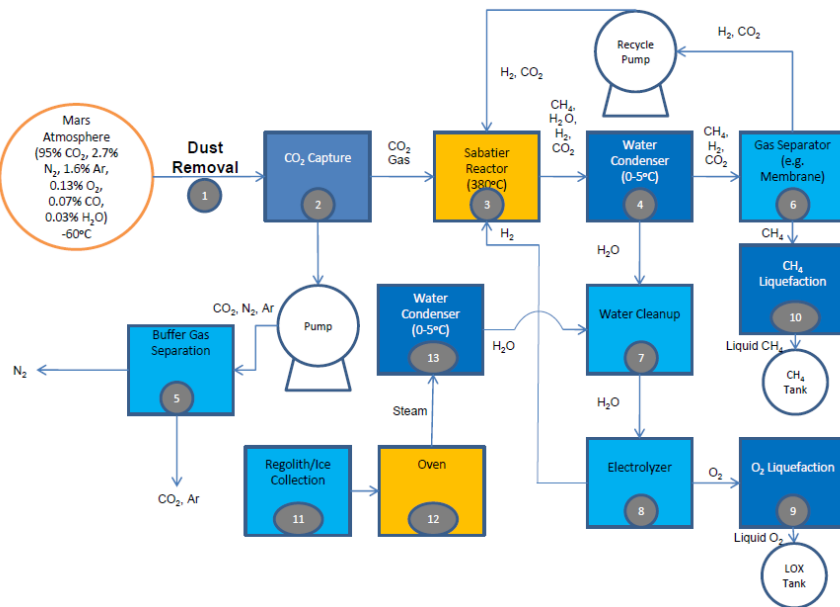 H₂, CO₂
Recycle
Pump
H₂, CO₂
Mars
Atmosphere
(95% CO₂, 2.7%
N₂, 1.6% Ar,
0.13% O₂,
0.07% CO,
0.03% H₂O)
-60°C
Dust
Removal
1
CO₂ Capture
2
CO₂
Gas
Sabatier
Reactor
(380°C)
3
CH₄,
H₂O,
H₂,
CO₂
Water
Condenser
(0-5°C)
4
CH₄,
H₂,
CO₂
Gas Separator
(e.g.
Membrane)
6
H₂
H₂O
CH₄
CH₄
Liquefaction
10
Liquid CH₄
CH₄
Tank
CO₂, N₂, Ar
Pump
Buffer Gas
Separation
5
N₂
CO₂, Ar
Water
Condenser
(0-5°C)
13
H₂O
Water Cleanup
7
H₂O
Steam
Regolith/Ice
Collection
11
Oven
12
Electrolyzer
8
O₂
O₂ Liquefaction
9
Liquid O₂
LOX
Tank